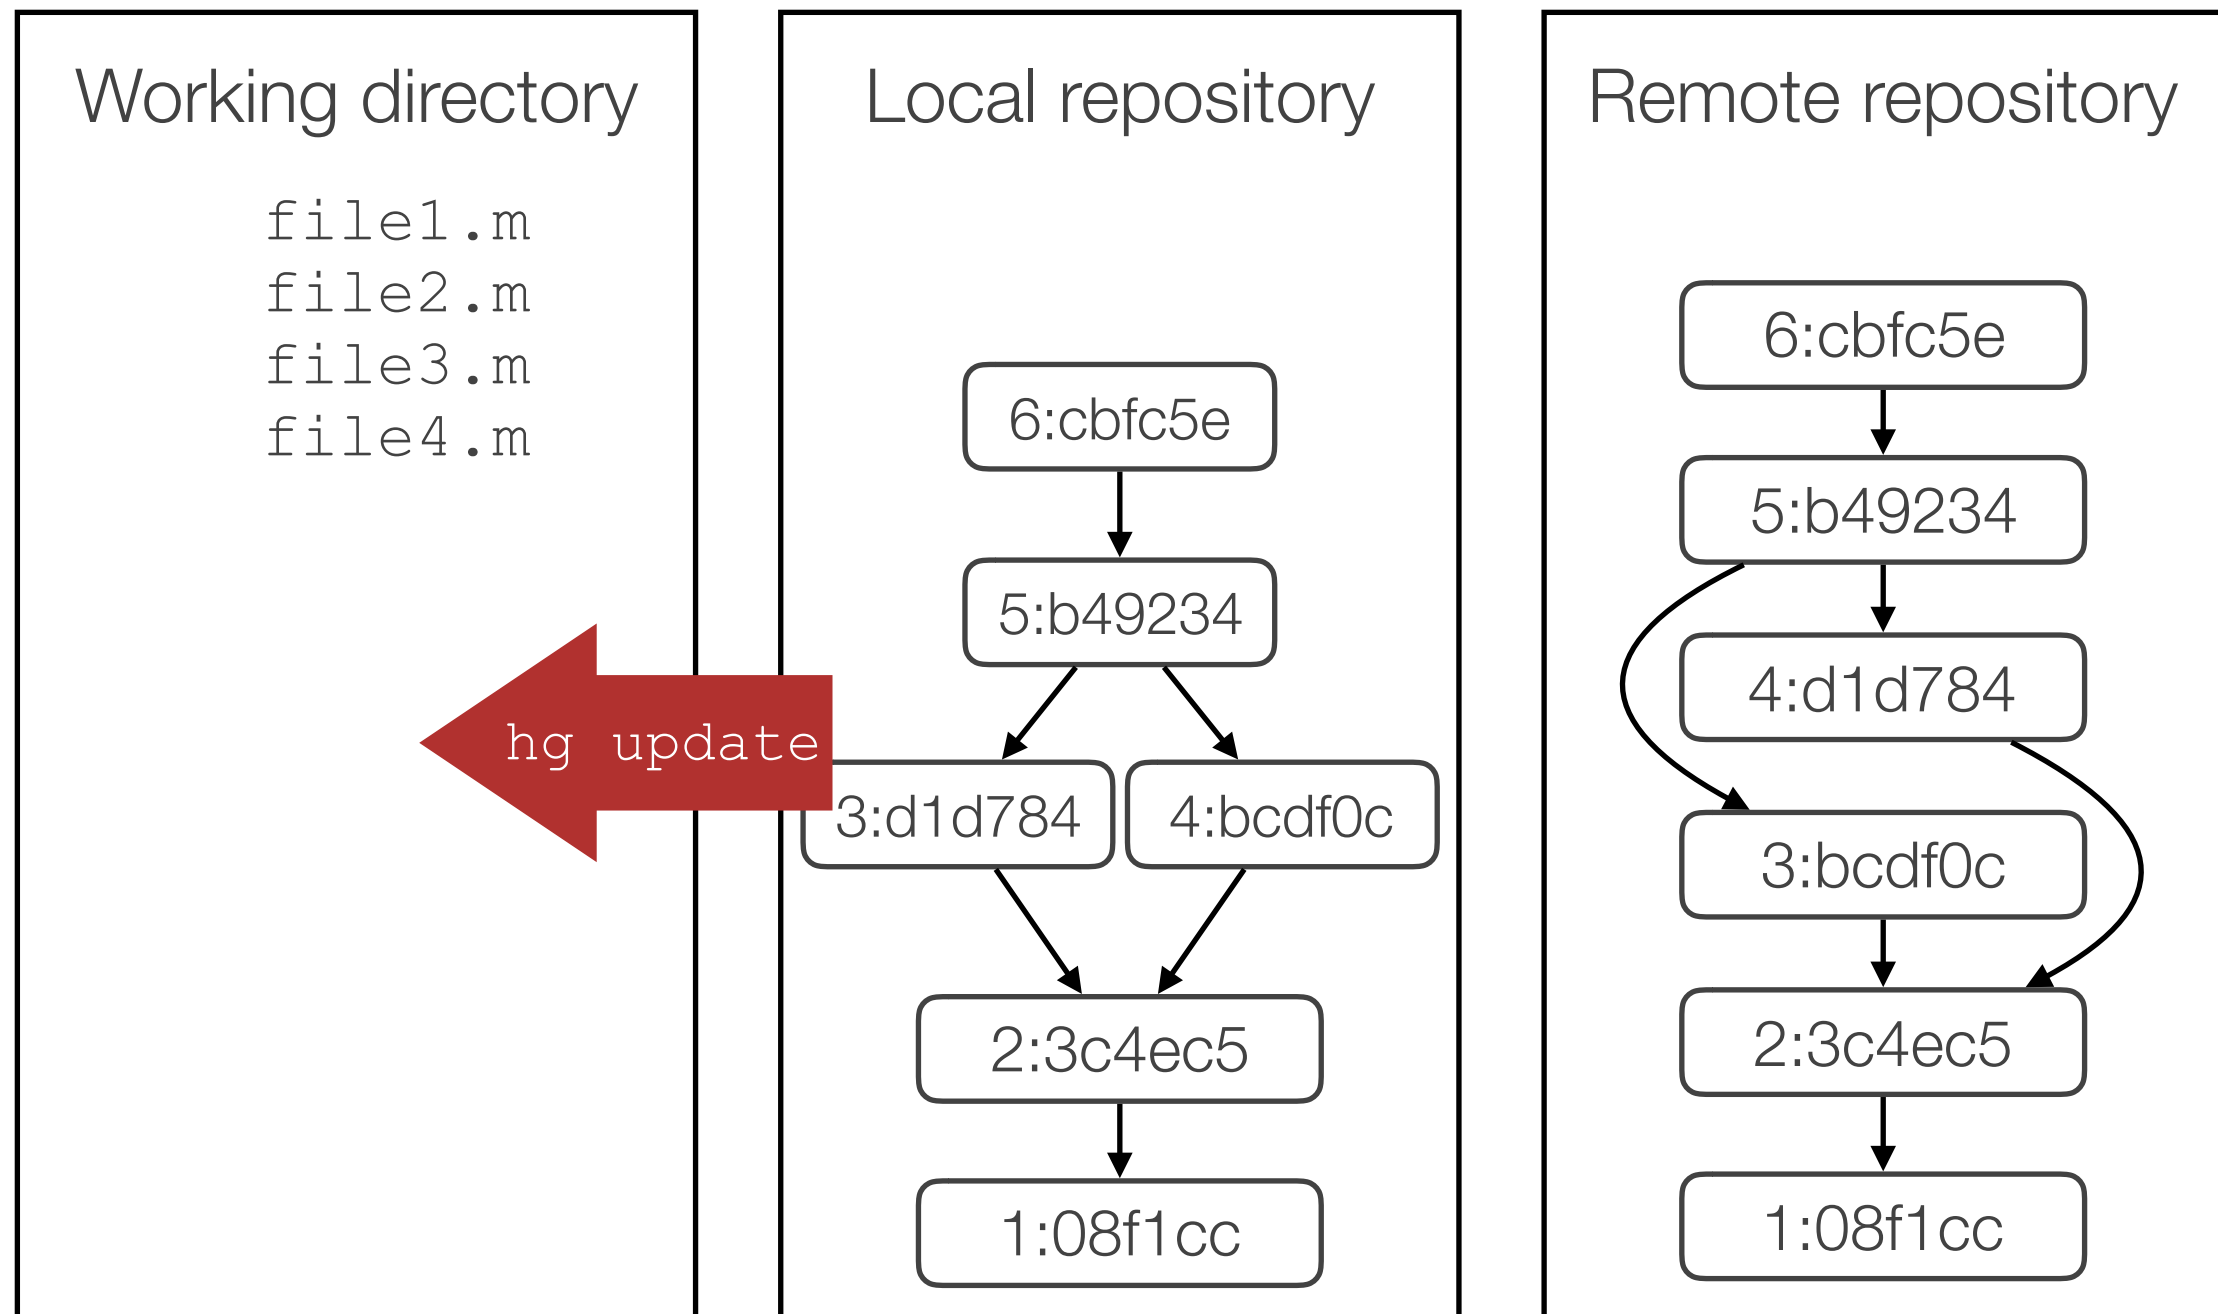 Working directory
file1.m
file2.m
file3.m
file4.m
hg update
Local repository
6:cbfc5e
5:b49234
3:d1d784
4:bcdf0c
2:3c4ec5
1:08f1cc
Remote repository
6:cbfc5e
5:b49234
4:d1d784
3:bcdf0c
2:3c4ec5
1:08f1cc